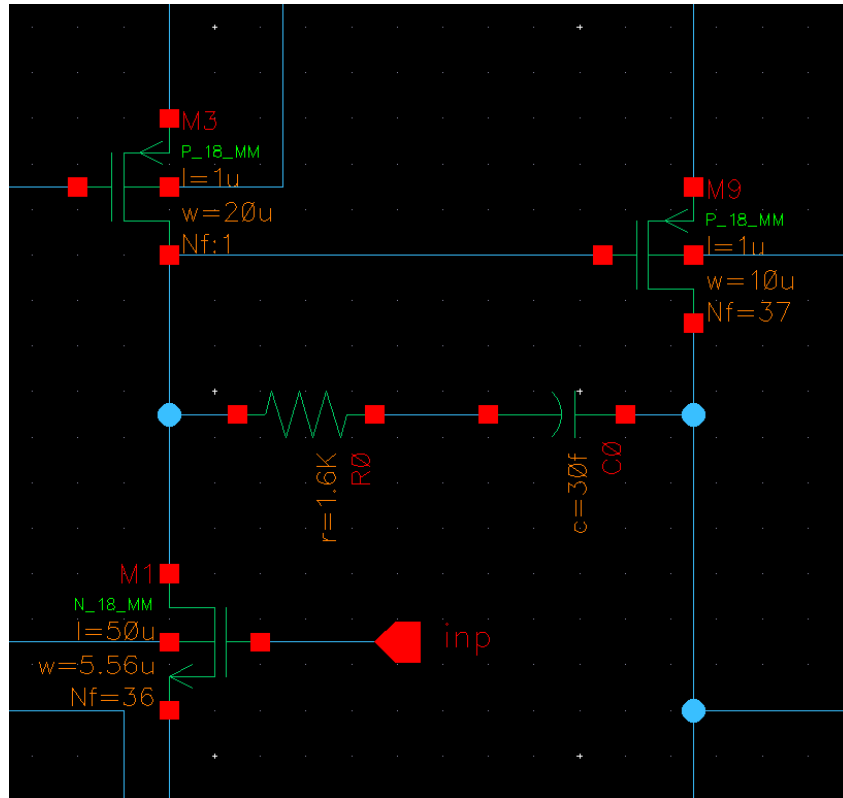 M3
P_18_MM
l=1u
w=20u
Nf:1
M9
P_18_MM
l=1u
w=10u
Nf=37
r=1.6K
R0
c=30f
C0
M1
N_18_MM
l=50u
w=5.56u
Nf=36
inp